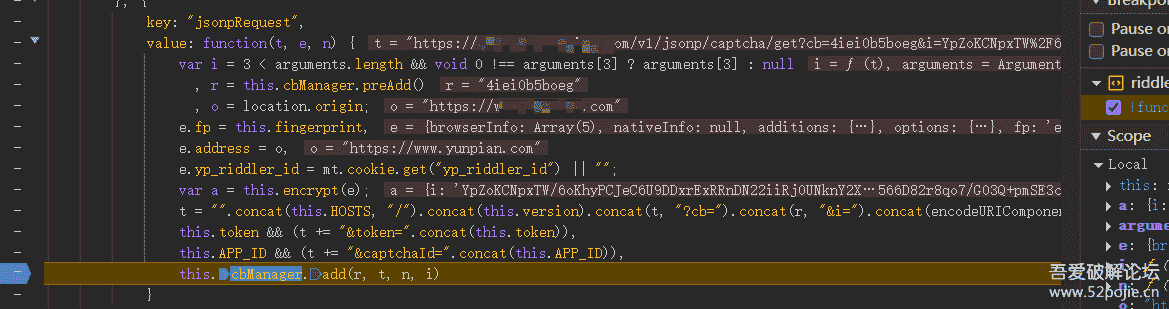 }, {
key: "jsonpRequest",
value: function(t, e, n) { t = "https:// om/v1/jsonp/captcha/get?cb=4iei0b5boeg&i=YpZoKCNpxTW%2F6
var i = 3 < arguments.length && void 0 !== arguments[3] ? arguments[3] : null i = ƒ (t), arguments = Argument
, r = this.cbManager.preAdd() r = "4iei0b5boeg"
, o = location.origin; o = "https:// .com"
e.fp = this.fingerprint, e = {browserInfo: Array(5), nativeInfo: null, additions: {…}, options: {…}, fp: 'e
e.address = o, o = "https://www.yunpian.com"
e.yp_riddler_id = mt.cookie.get("yp_riddler_id") || "";
var a = this.encrypt(e); a = {i: 'YpZoKCNpxTW/6oKhyPCJeC6U9DDxrExRRnDN22iiRj0UNknY2X…566D82r8qo7/G03Q+pmSE3c
t = "".concat(this.HOSTS, "/").concat(this.version).concat(t, "?cb=").concat(r, "&i=").concat(encodeURIComponen
this.token && (t += "&token=".concat(this.token)),
this.APP_ID && (t += "&captchaId=".concat(this.APP_ID)),
this.cbManager.add(r, t, n, i)
}
Breakpo
Pause o
Pause o
riddle
!func
Scope
Local
this:
a: {i:
argume
e: {br
吾爱破解论坛
www.52pojie.cn